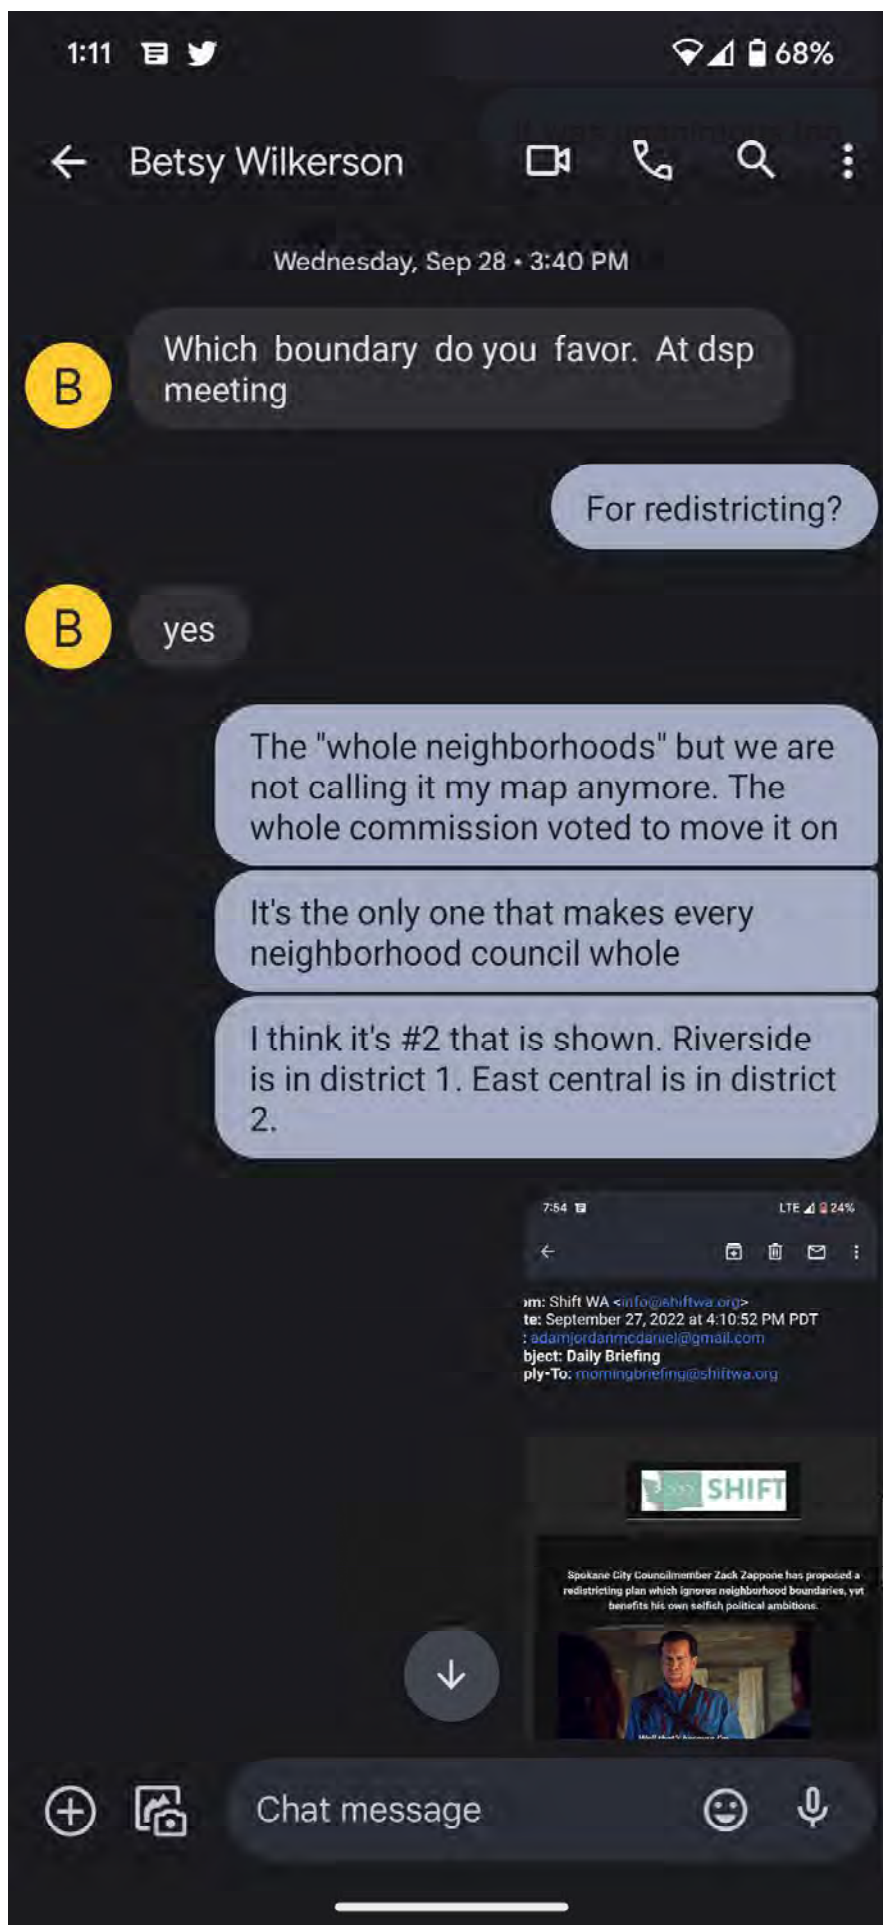 1:11
68%
Betsy Wilkerson
Wednesday, Sep 28 • 3:40 PM
B
Which boundary do you favor. At dsp
meeting
For redistricting?
B
yes
The "whole neighborhoods" but we are
not calling it my map anymore. The
whole commission voted to move it on
It's the only one that makes every
neighborhood council whole
I think it's #2 that is shown. Riverside
is in district 1. East central is in district
2.
7:54
LTE 24%
om: Shift WA <info@shiftwa.org>
te: September 27, 2022 at 4:10:52 PM PDT
: adamjordanmcdaniel@gmail.com
bject: Daily Briefing
ply-To: morningbriefing@shiftwa.org
SHIFT
Spokane City Councilmember Zack Zappone has proposed a
redistricting plan which ignores neighborhood boundaries, yet
benefits his own selfish political ambitions.
Chat message